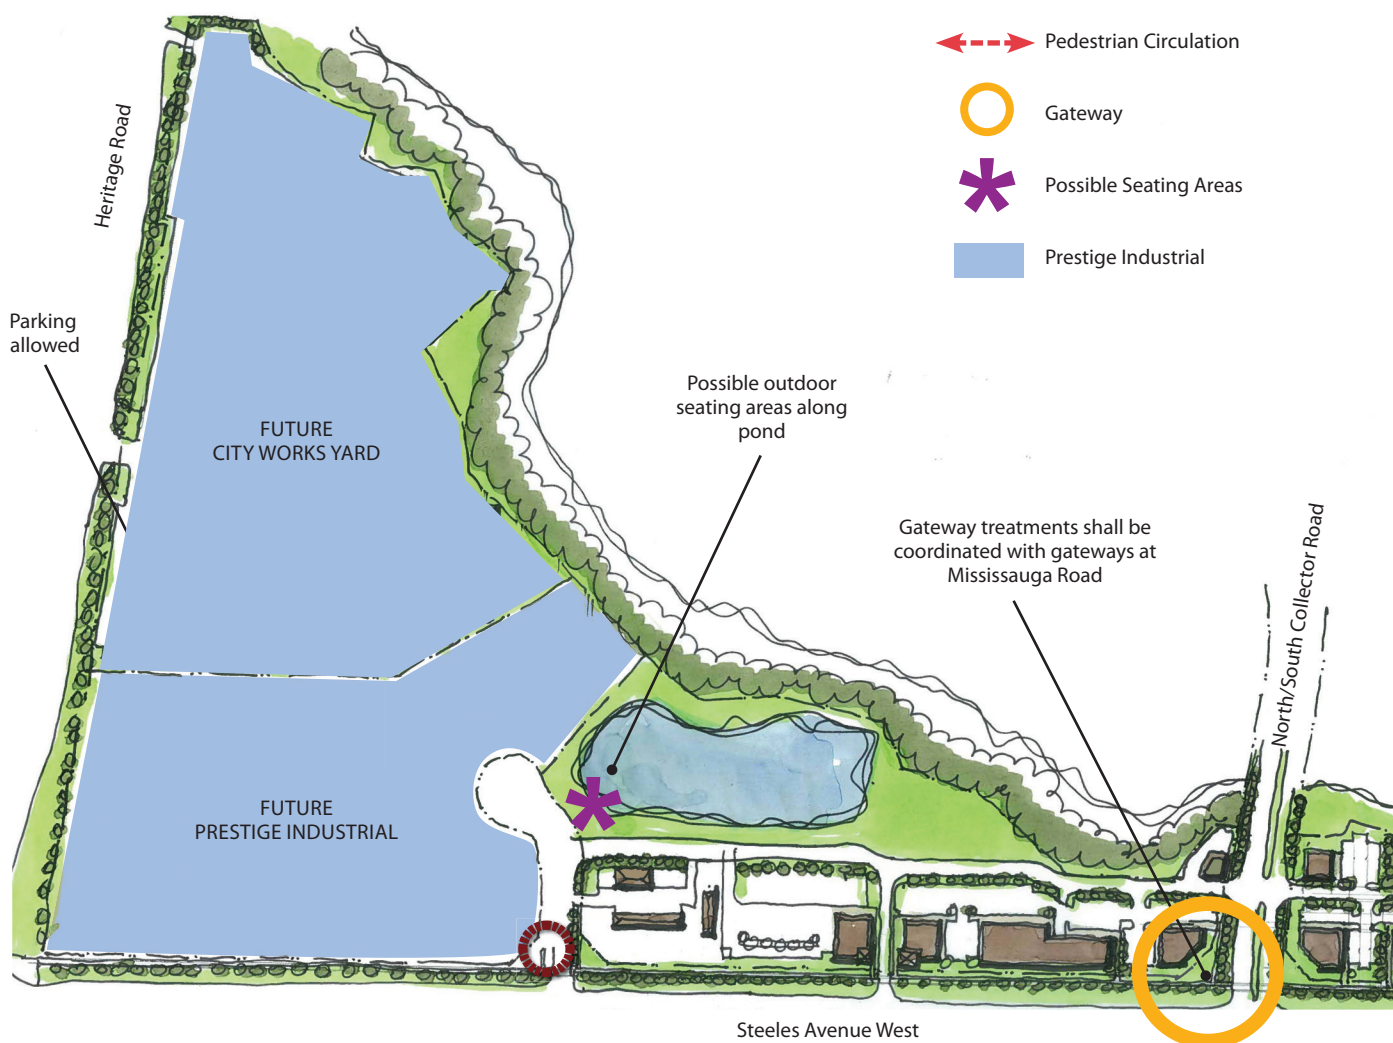 Pedestrian Circulation
Gateway
Possible Seating Areas
Prestige Industrial
Heritage Road
Parking
allowed
Possible outdoor
seating areas along
pond
FUTURE
CITY WORKS YARD
Gateway treatments shall be
coordinated with gateways at
Mississauga Road
North/South Collector Road
FUTURE
PRESTIGE INDUSTRIAL
Steeles Avenue West